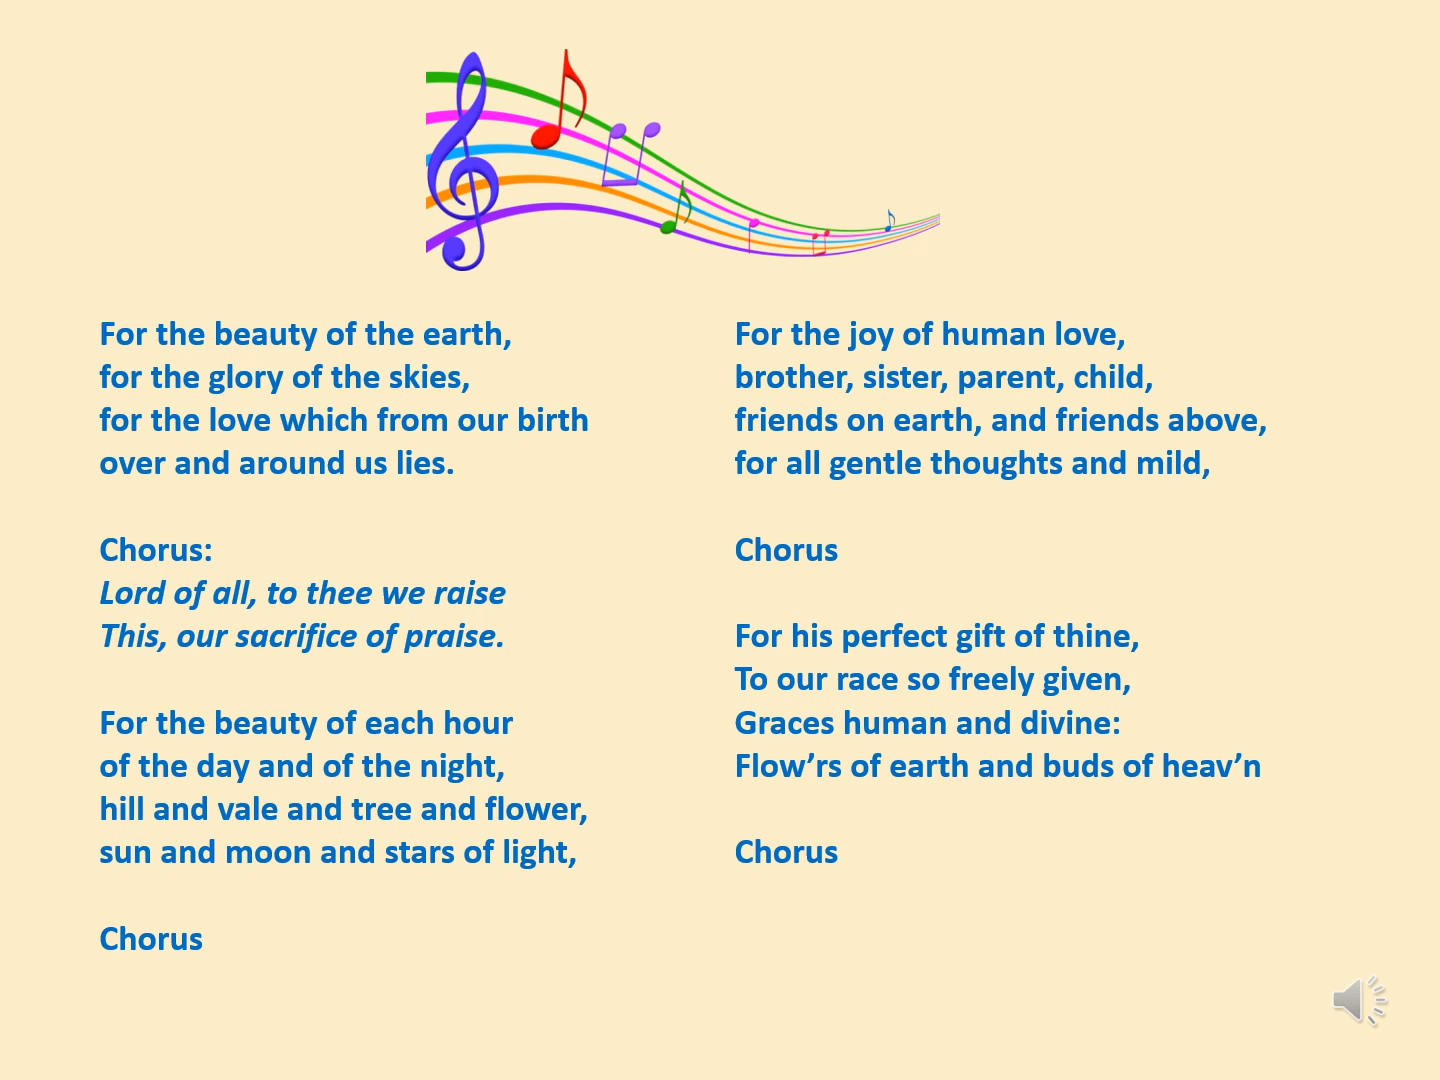 For the beauty of the earth,
for the glory of the skies,
for the love which from our birth
over and around us lies.
Chorus:
Lord of all, to thee we raise
This, our sacrifice of praise.
For the beauty of each hour
of the day and of the night,
hill and vale and tree and flower,
sun and moon and stars of light,
Chorus
For the joy of human love,
brother, sister, parent, child,
friends on earth, and friends above,
for all gentle thoughts and mild,
Chorus
For his perfect gift of thine,
To our race so freely given,
Graces human and divine:
Flow’rs of earth and buds of heav’n
Chorus